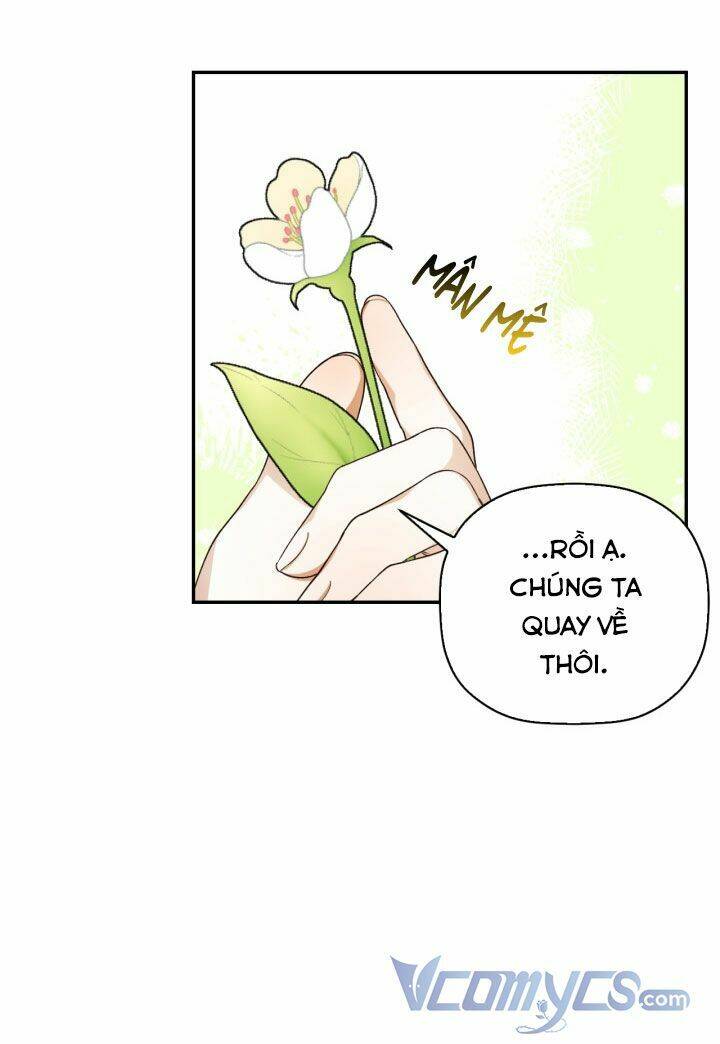 MÂN MÊ
...RỒI Ạ.
CHÚNG TA
QUAY VỀ
THÔI.
VCOMYCS.com